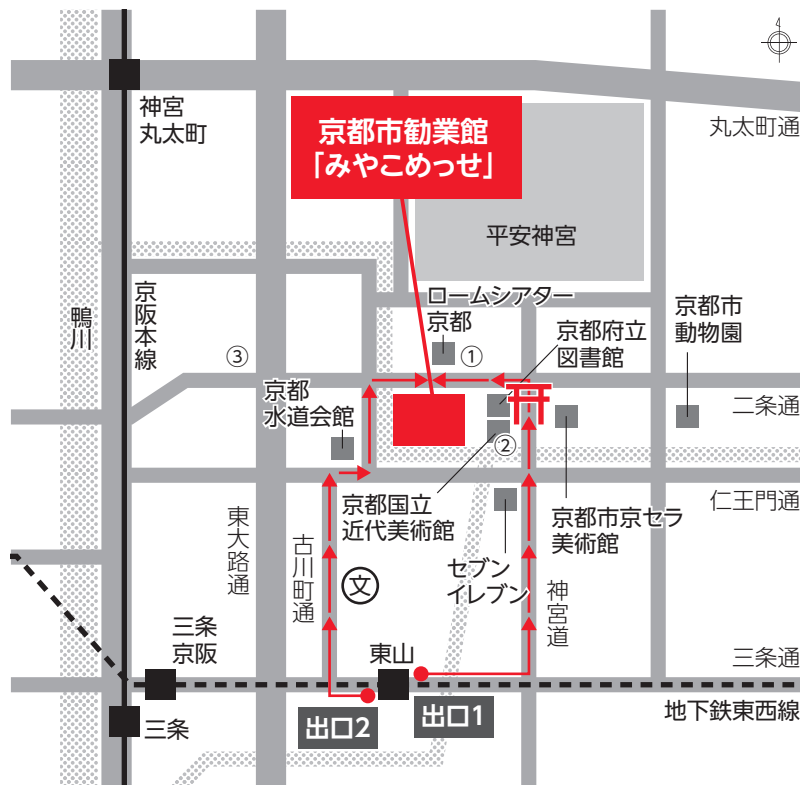 4
神宮
丸太町
京都市勧業館
「みやこめっせ」
丸太町通
平安神宮
鴨川
京阪本線
ロームシアター
京都
①
京都府立
図書館
京都市
動物園
③
京都
水道会館
二条通
②
京都国立
近代美術館
京都市京セラ
美術館
仁王門通
東大路通
古川町通
文
セブン
イレブン
神宮道
三条
京阪
東山
三条通
出口2
出口1
地下鉄東西線
三条